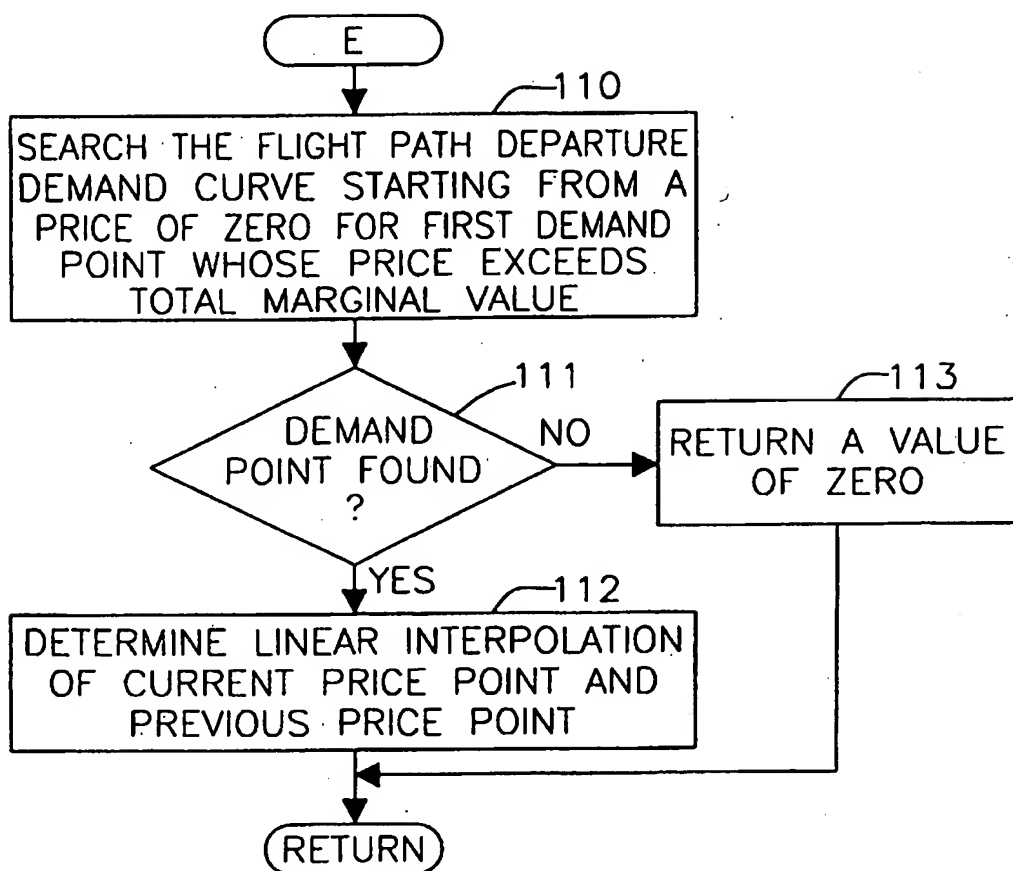 E
110
SEARCH THE FLIGHT PATH DEPARTURE
DEMAND CURVE STARTING FROM A
PRICE OF ZERO FOR FIRST DEMAND
POINT WHOSE PRICE EXCEEDS
TOTAL MARGINAL VALUE
111
DEMAND
POINT FOUND
?
NO
113
RETURN A VALUE
OF ZERO
YES
112
DETERMINE LINEAR INTERPOLATION
OF CURRENT PRICE POINT AND
PREVIOUS PRICE POINT
RETURN